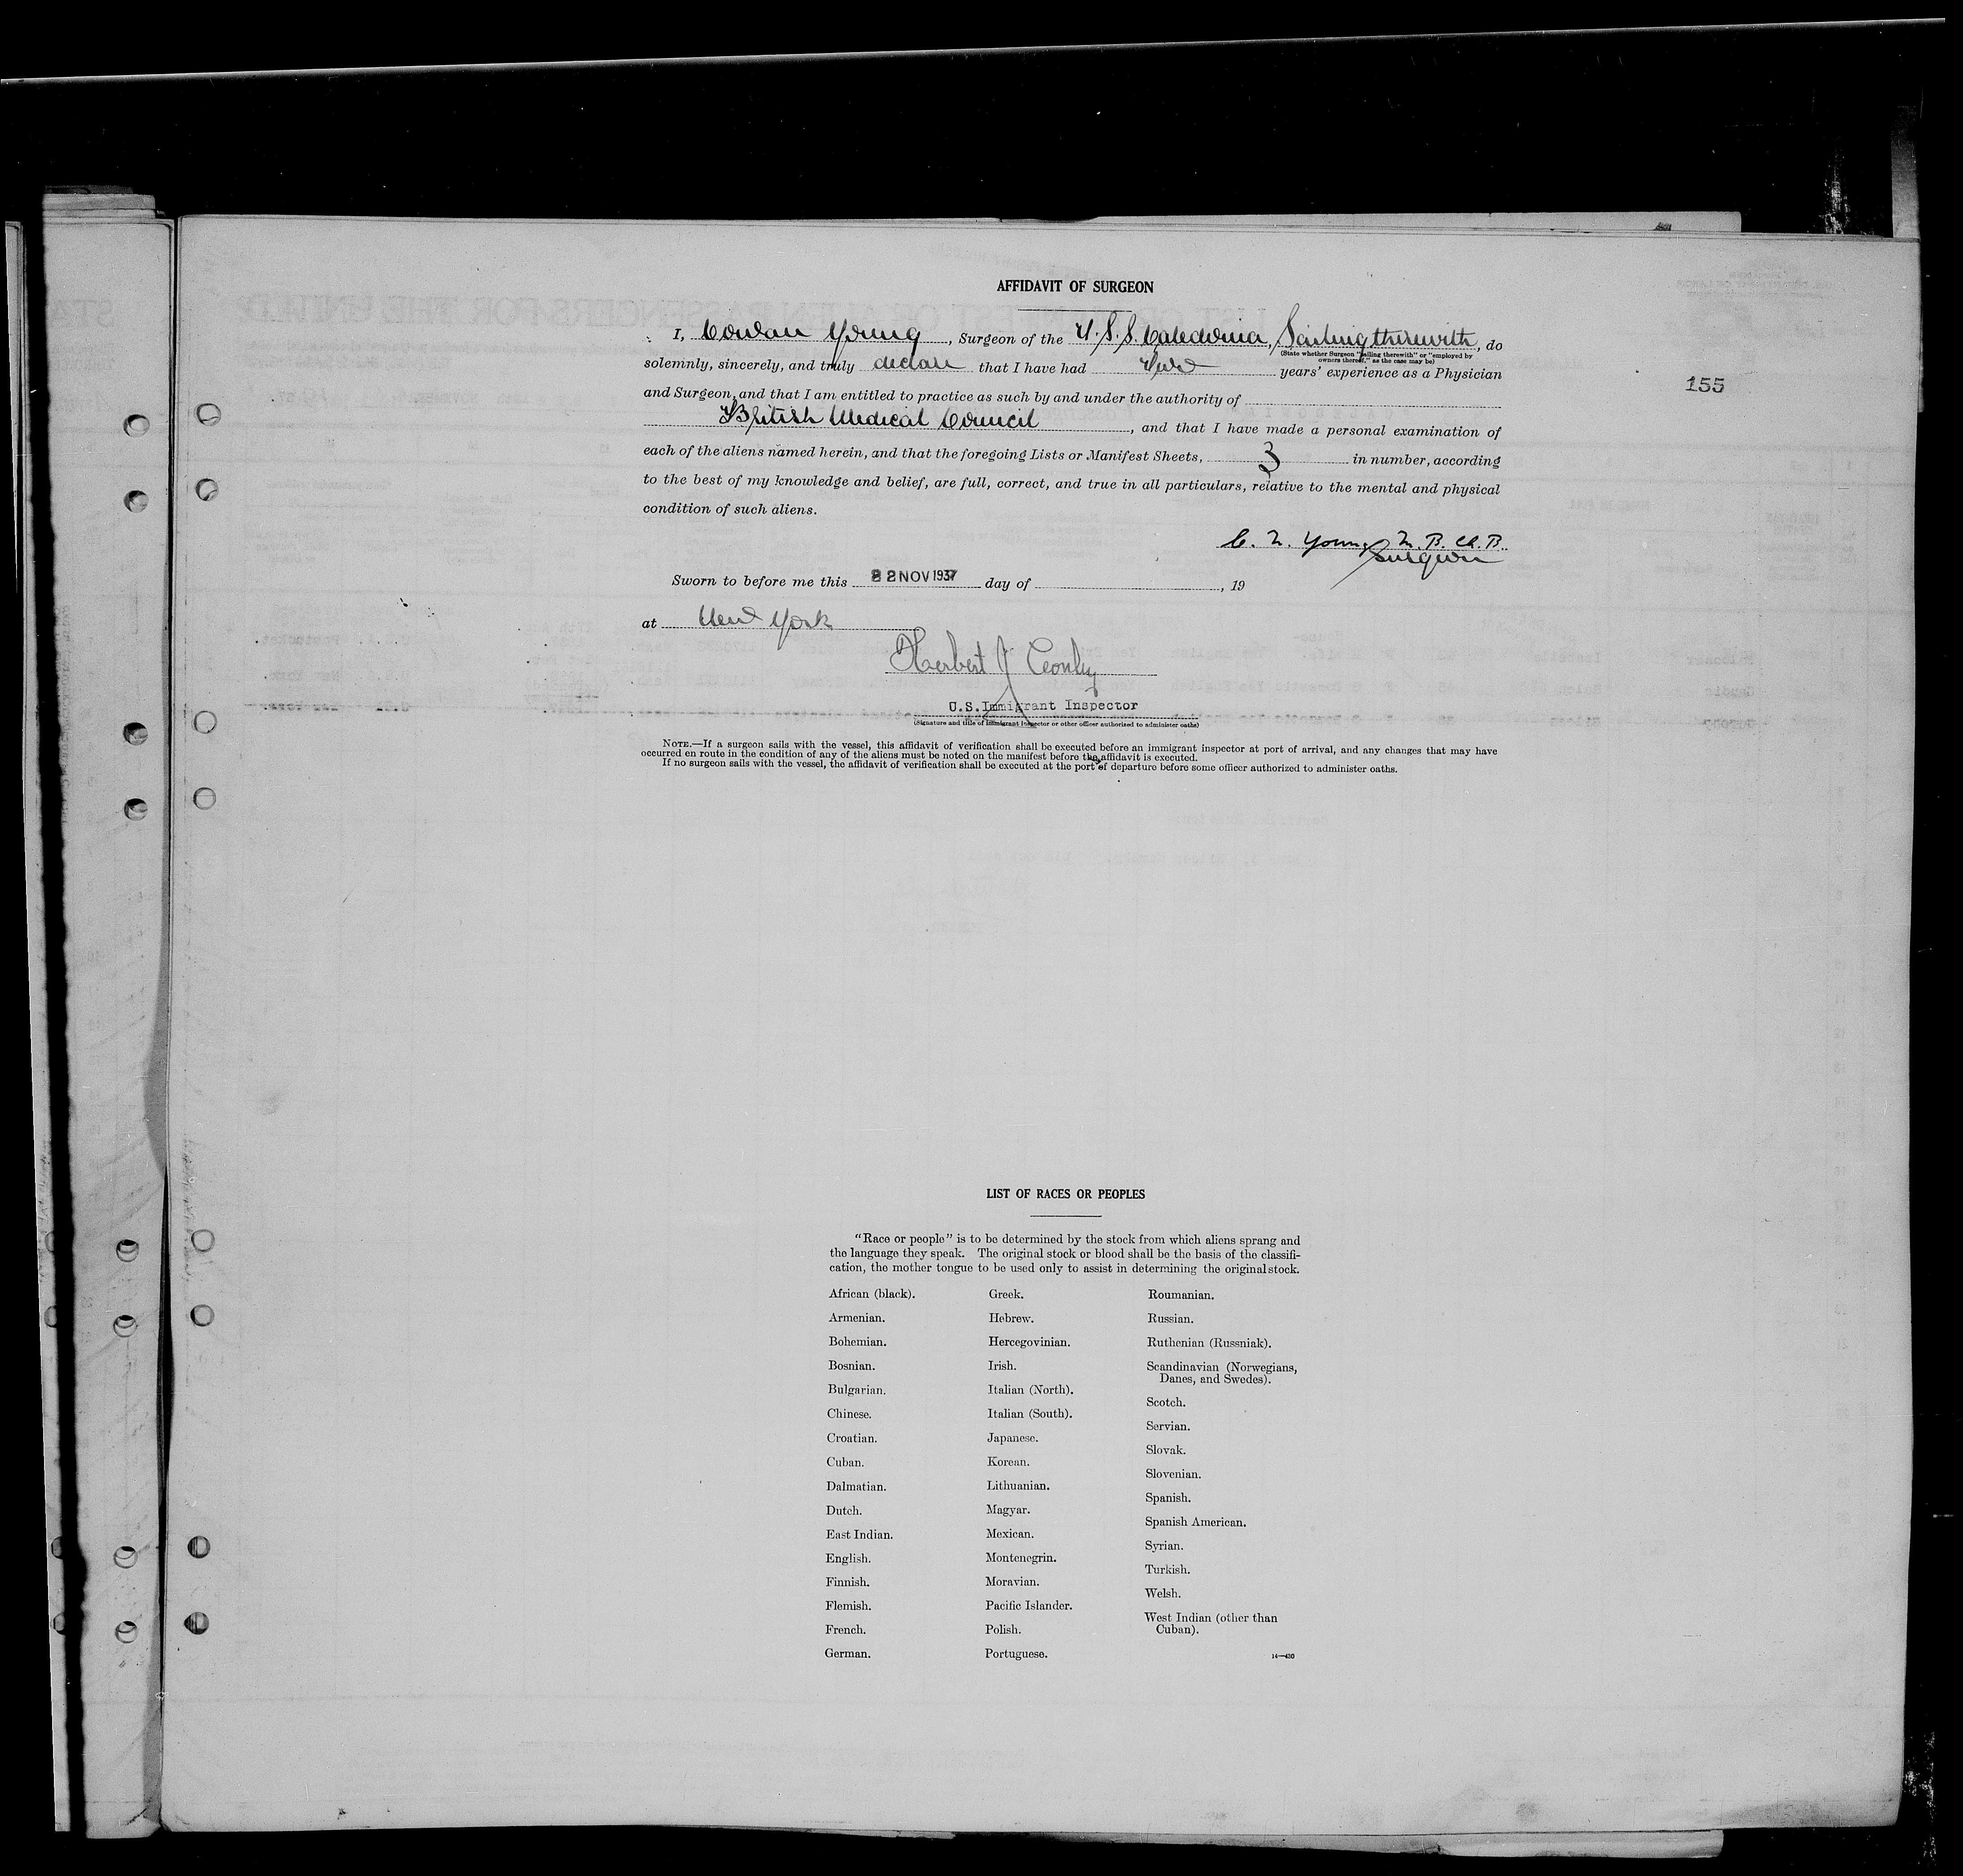 AFFIDAVIT OF SURGEON
I, Cowan Young, Surgeon of the T.S.S. Caledonia, Sailing therewith, do
(State whether Surgeon "sailing therewith" or "employed by
owners thereof," as the case may be)
solemnly, sincerely, and truly declare that I have had years' experience as a Physician
155
and Surgeon, and that I am entitled to practice as such by and under the authority of
British Medical Council, and that I have made a personal examination of
each of the aliens named herein, and that the foregoing Lists or Manifest Sheets, 3 in number, according
to the best of my knowledge and belief, are full, correct, and true in all particulars, relative to the mental and physical
condition of such aliens.
C. N. Young M.B. Ch.B.
Surgeon
Sworn to before me this 22 NOV 1937 day of , 19
at New York
Herbert J
U.S. Immigrant Inspector
(Signature and title of immigrant inspector or other officer authorized to administer oaths)
NOTE.—If a surgeon sails with the vessel, this affidavit of verification shall be executed before an immigrant inspector at port of arrival, and any changes that may have
occurred en route in the condition of any of the aliens must be noted on the manifest before the affidavit is executed.
If no surgeon sails with the vessel, the affidavit of verification shall be executed at the port of departure before some officer authorized to administer oaths.
LIST OF RACES OR PEOPLES
"Race or people" is to be determined by the stock from which aliens sprang and
the language they speak. The original stock or blood shall be the basis of the classifi-
cation, the mother tongue to be used only to assist in determining the original stock.
African (black).
Armenian.
Bohemian.
Bosnian.
Bulgarian.
Chinese.
Croatian.
Cuban.
Dalmatian.
Dutch.
East Indian.
English.
Finnish.
Flemish.
French.
German.
Greek.
Hebrew.
Hercegovinian.
Irish.
Italian (North).
Italian (South).
Japanese.
Korean.
Lithuanian.
Magyar.
Mexican.
Montenegrin.
Moravian.
Pacific Islander.
Polish.
Portuguese.
Roumanian.
Russian.
Ruthenian (Russniak).
Scandinavian (Norwegians,
Danes, and Swedes).
Scotch.
Servian.
Slovak.
Slovenian.
Spanish.
Spanish American.
Syrian.
Turkish.
Welsh.
West Indian (other than
Cuban).
14—430